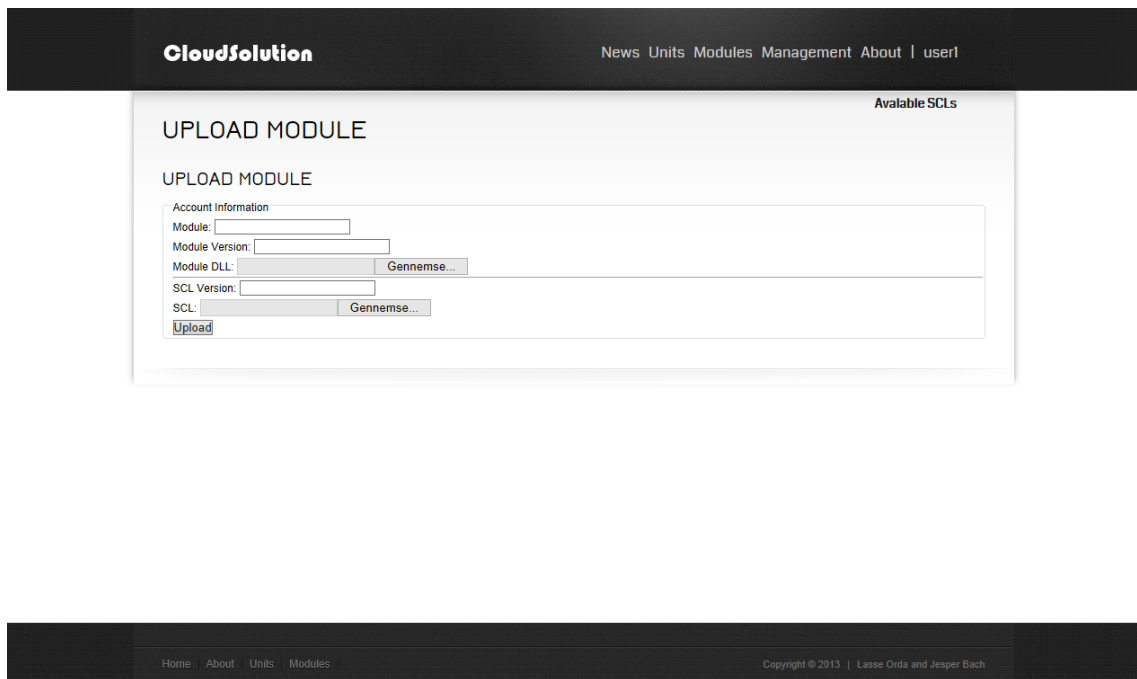 CloudSolution
News Units Modules Management About | user1
Avalable SCLs
UPLOAD MODULE
UPLOAD MODULE
Account Information
Module:
Module Version:
Module DLL: Gennemse...
SCL Version:
SCL: Gennemse...
Upload
Home | About | Units | Modules |
Copyright © 2013 | Lasse Orda and Jesper Bach